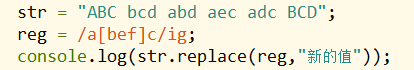 str = "ABC bcd abd aec adc BCD";
reg = /a[bef]c/ig;
console.log(str.replace(reg,"新的值"));